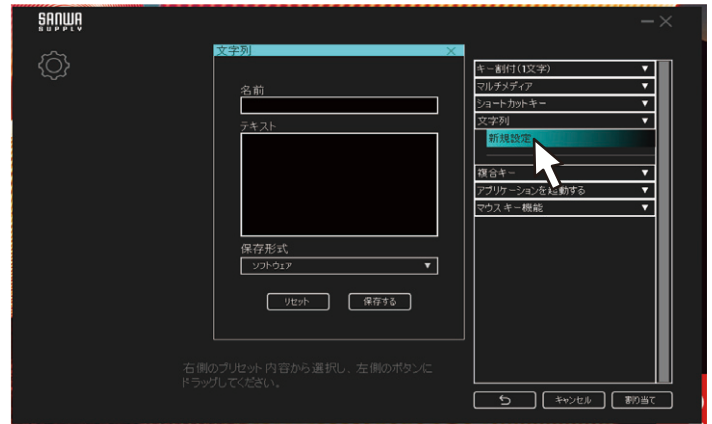 SANWA
SUPPLY
文字列
名前
テキスト
保存形式
ソフトウェア
リセット
保存する
右側のプリセット内容から選択し、左側のボタンに
ドラッグしてください。
キー割付(1文字)
マルチメディア
ショートカットキー
文字列
新規設定
複合キー
アプリケーションを起動する
マウスキー機能
キャンセル
割り当て